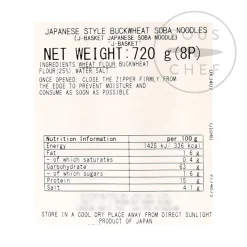 SOUS
CHEF
JAPANESE STYLE BUCKWHEAT SOBA NOODLES
(J-BASKET JAPANESE SOBA NOODLE)
(J-BASKET)
NET WEIGHT:720 g(8P)
INGREDIENTS:WHEAT FLOUR,BUCKWHEAT
FLOUR(25%) WATER SALT
ONCE OPENED, CLOSE THE ZIPPER FIRMLY FROM
THE EDGE TO PREVENT MOISTURE AND
CONSUME AS SOON AS POSSIBLE.
Nutrition Information per 100g
Energy 1425 kJ, 336 kcal
Fat 1.6 g
- of which saturates 0.4 g
Carbohydrate 63 g
- of which sugars 1.6 g
Protein g
Salt 4.1 g
STORE IN A COOL DRY PLACE AWAY FROM DIRECT SUNLIGHT
PRODUCT OF JAPAN